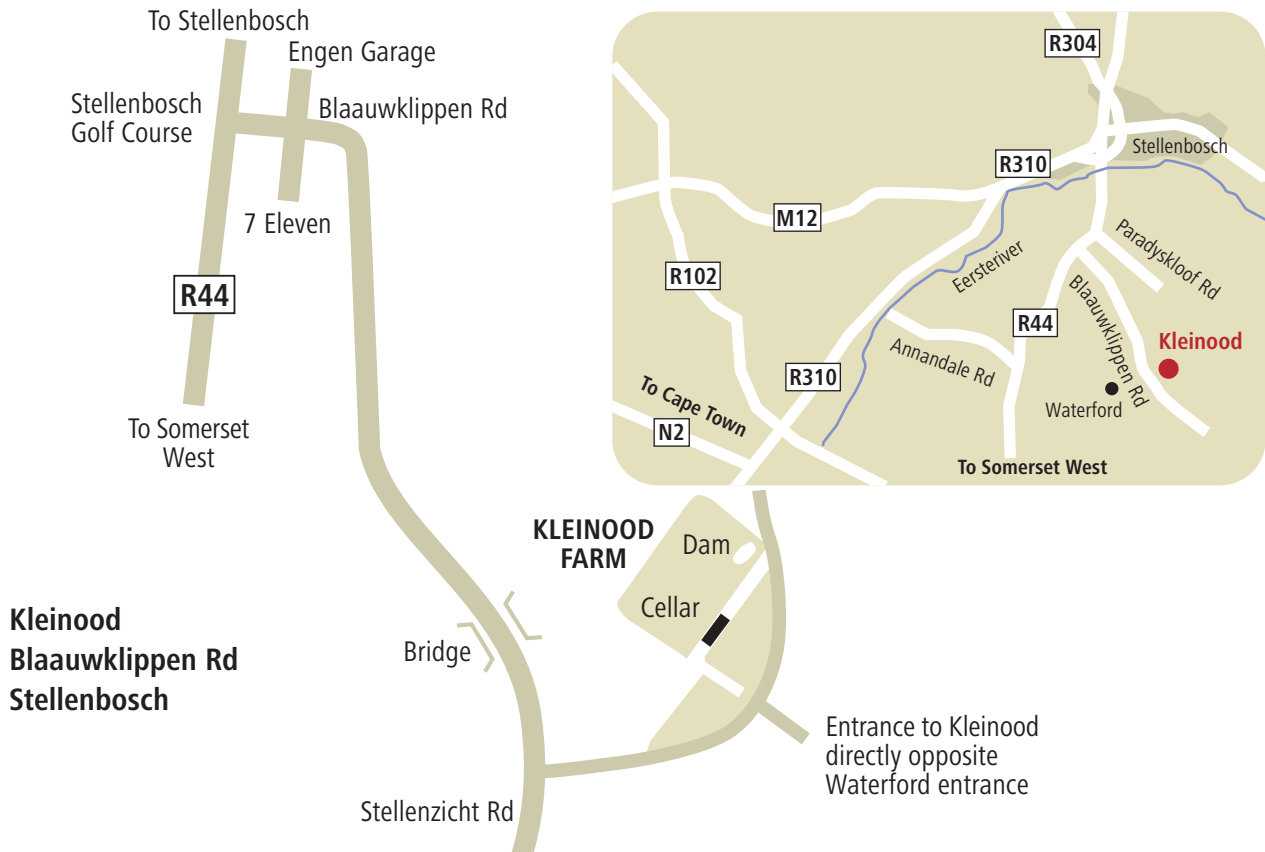 To Stellenbosch
Engen Garage
Stellenbosch
Golf Course
Blaauwklippen Rd
7 Eleven
R44
To Somerset
West
R304
Stellenbosch
R310
M12
R102
Eersteriver
Paradyskloof Rd
R44
Blaauwklippen Rd
Kleinood
Annandale Rd
R310
To Cape Town
N2
Waterford
To Somerset West
KLEINOOD
FARM
Dam
Cellar
Bridge
Kleinood
Blaauwklippen Rd
Stellenbosch
Entrance to Kleinood
directly opposite
Waterford entrance
Stellenzicht Rd